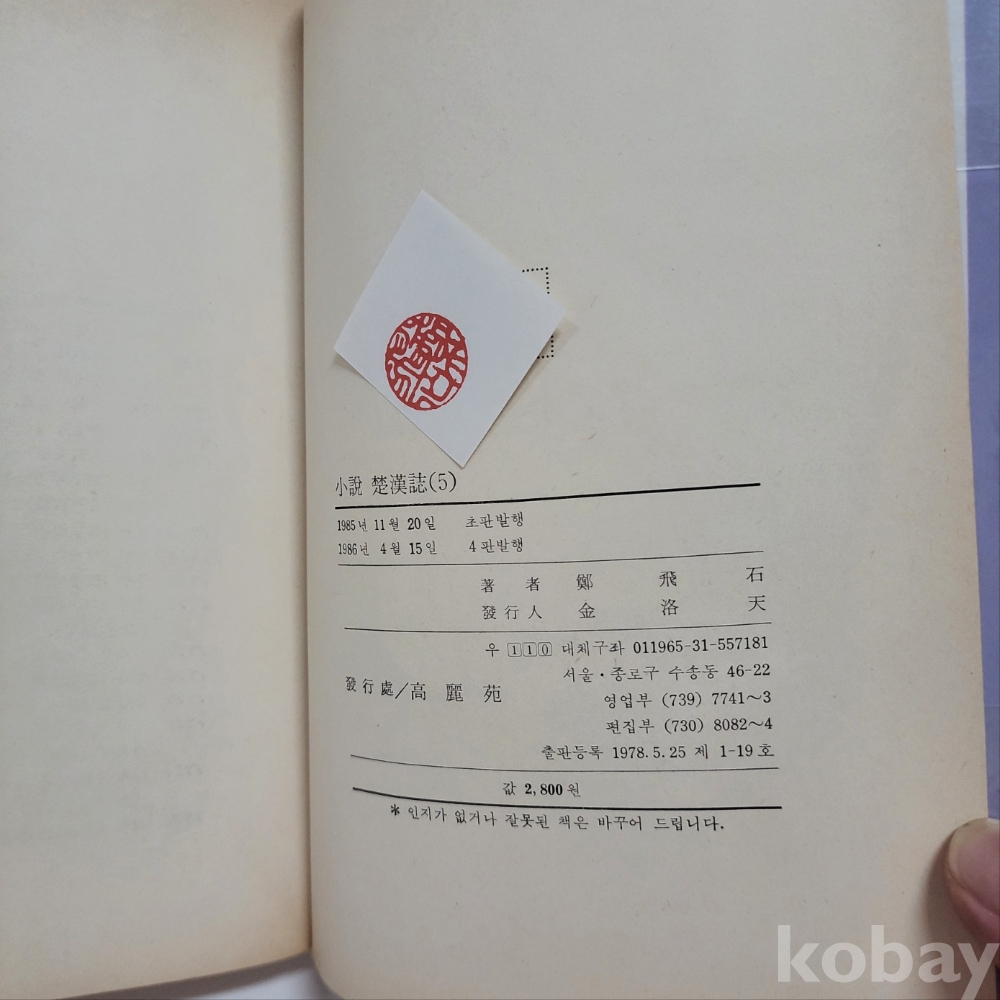 小說 楚漢誌(5)
1985년 11월 20일 초판발행
1986년 4월 15일 4판발행
著者 鄭飛石
發行人 金洛天
우 110 대체구좌 011965-31-557181
서울·종로구 수송동 46-22
發行處/高麗苑
영업부 (739) 7741~3
편집부 (730) 8082~4
출판등록 1978.5.25 제 1-19호
값 2,800원
* 인지가 없거나 잘못된 책은 바꾸어 드립니다.
kobay